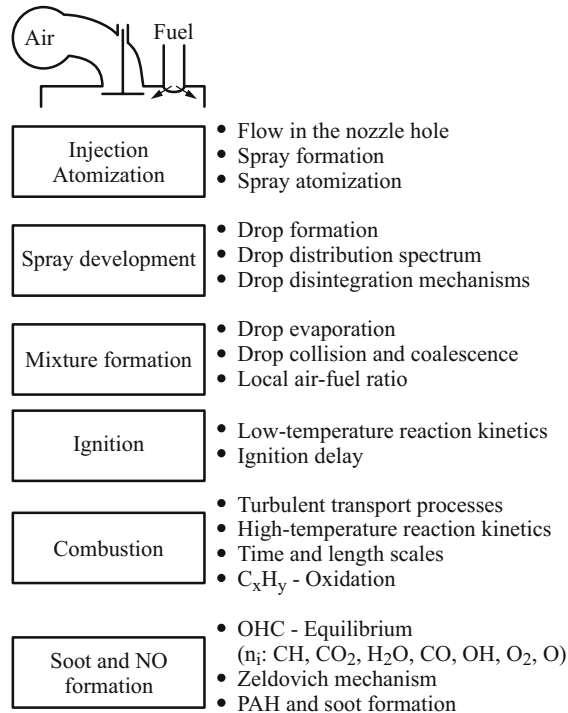 Air
Fuel
Injection
Atomization
• Flow in the nozzle hole
• Spray formation
• Spray atomization
Spray development
• Drop formation
• Drop distribution spectrum
• Drop disintegration mechanisms
Mixture formation
• Drop evaporation
• Drop collision and coalescence
• Local air-fuel ratio
Ignition
• Low-temperature reaction kinetics
• Ignition delay
Combustion
• Turbulent transport processes
• High-temperature reaction kinetics
• Time and length scales
• CₓHᵧ - Oxidation
Soot and NO
formation
• OHC - Equilibrium
(nᵢ: CH, CO₂, H₂O, CO, OH, O₂, O)
• Zeldovich mechanism
• PAH and soot formation